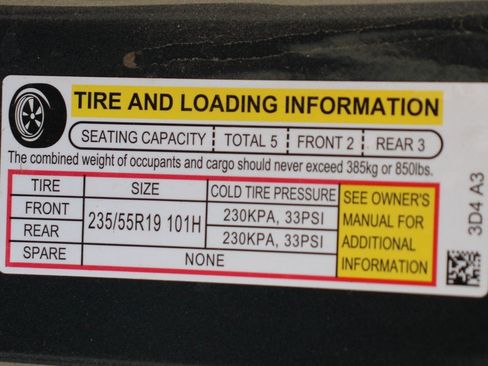 TIRE AND LOADING INFORMATION
SEATING CAPACITY TOTAL 5 FRONT 2 REAR 3
The combined weight of occupants and cargo should never exceed 385kg or 850lbs.
TIRE SIZE COLD TIRE PRESSURE
FRONT 235/55R19 101H 230KPA, 33PSI
REAR 230KPA, 33PSI
SPARE NONE
SEE OWNER'S
MANUAL FOR
ADDITIONAL
INFORMATION
3D4 A3